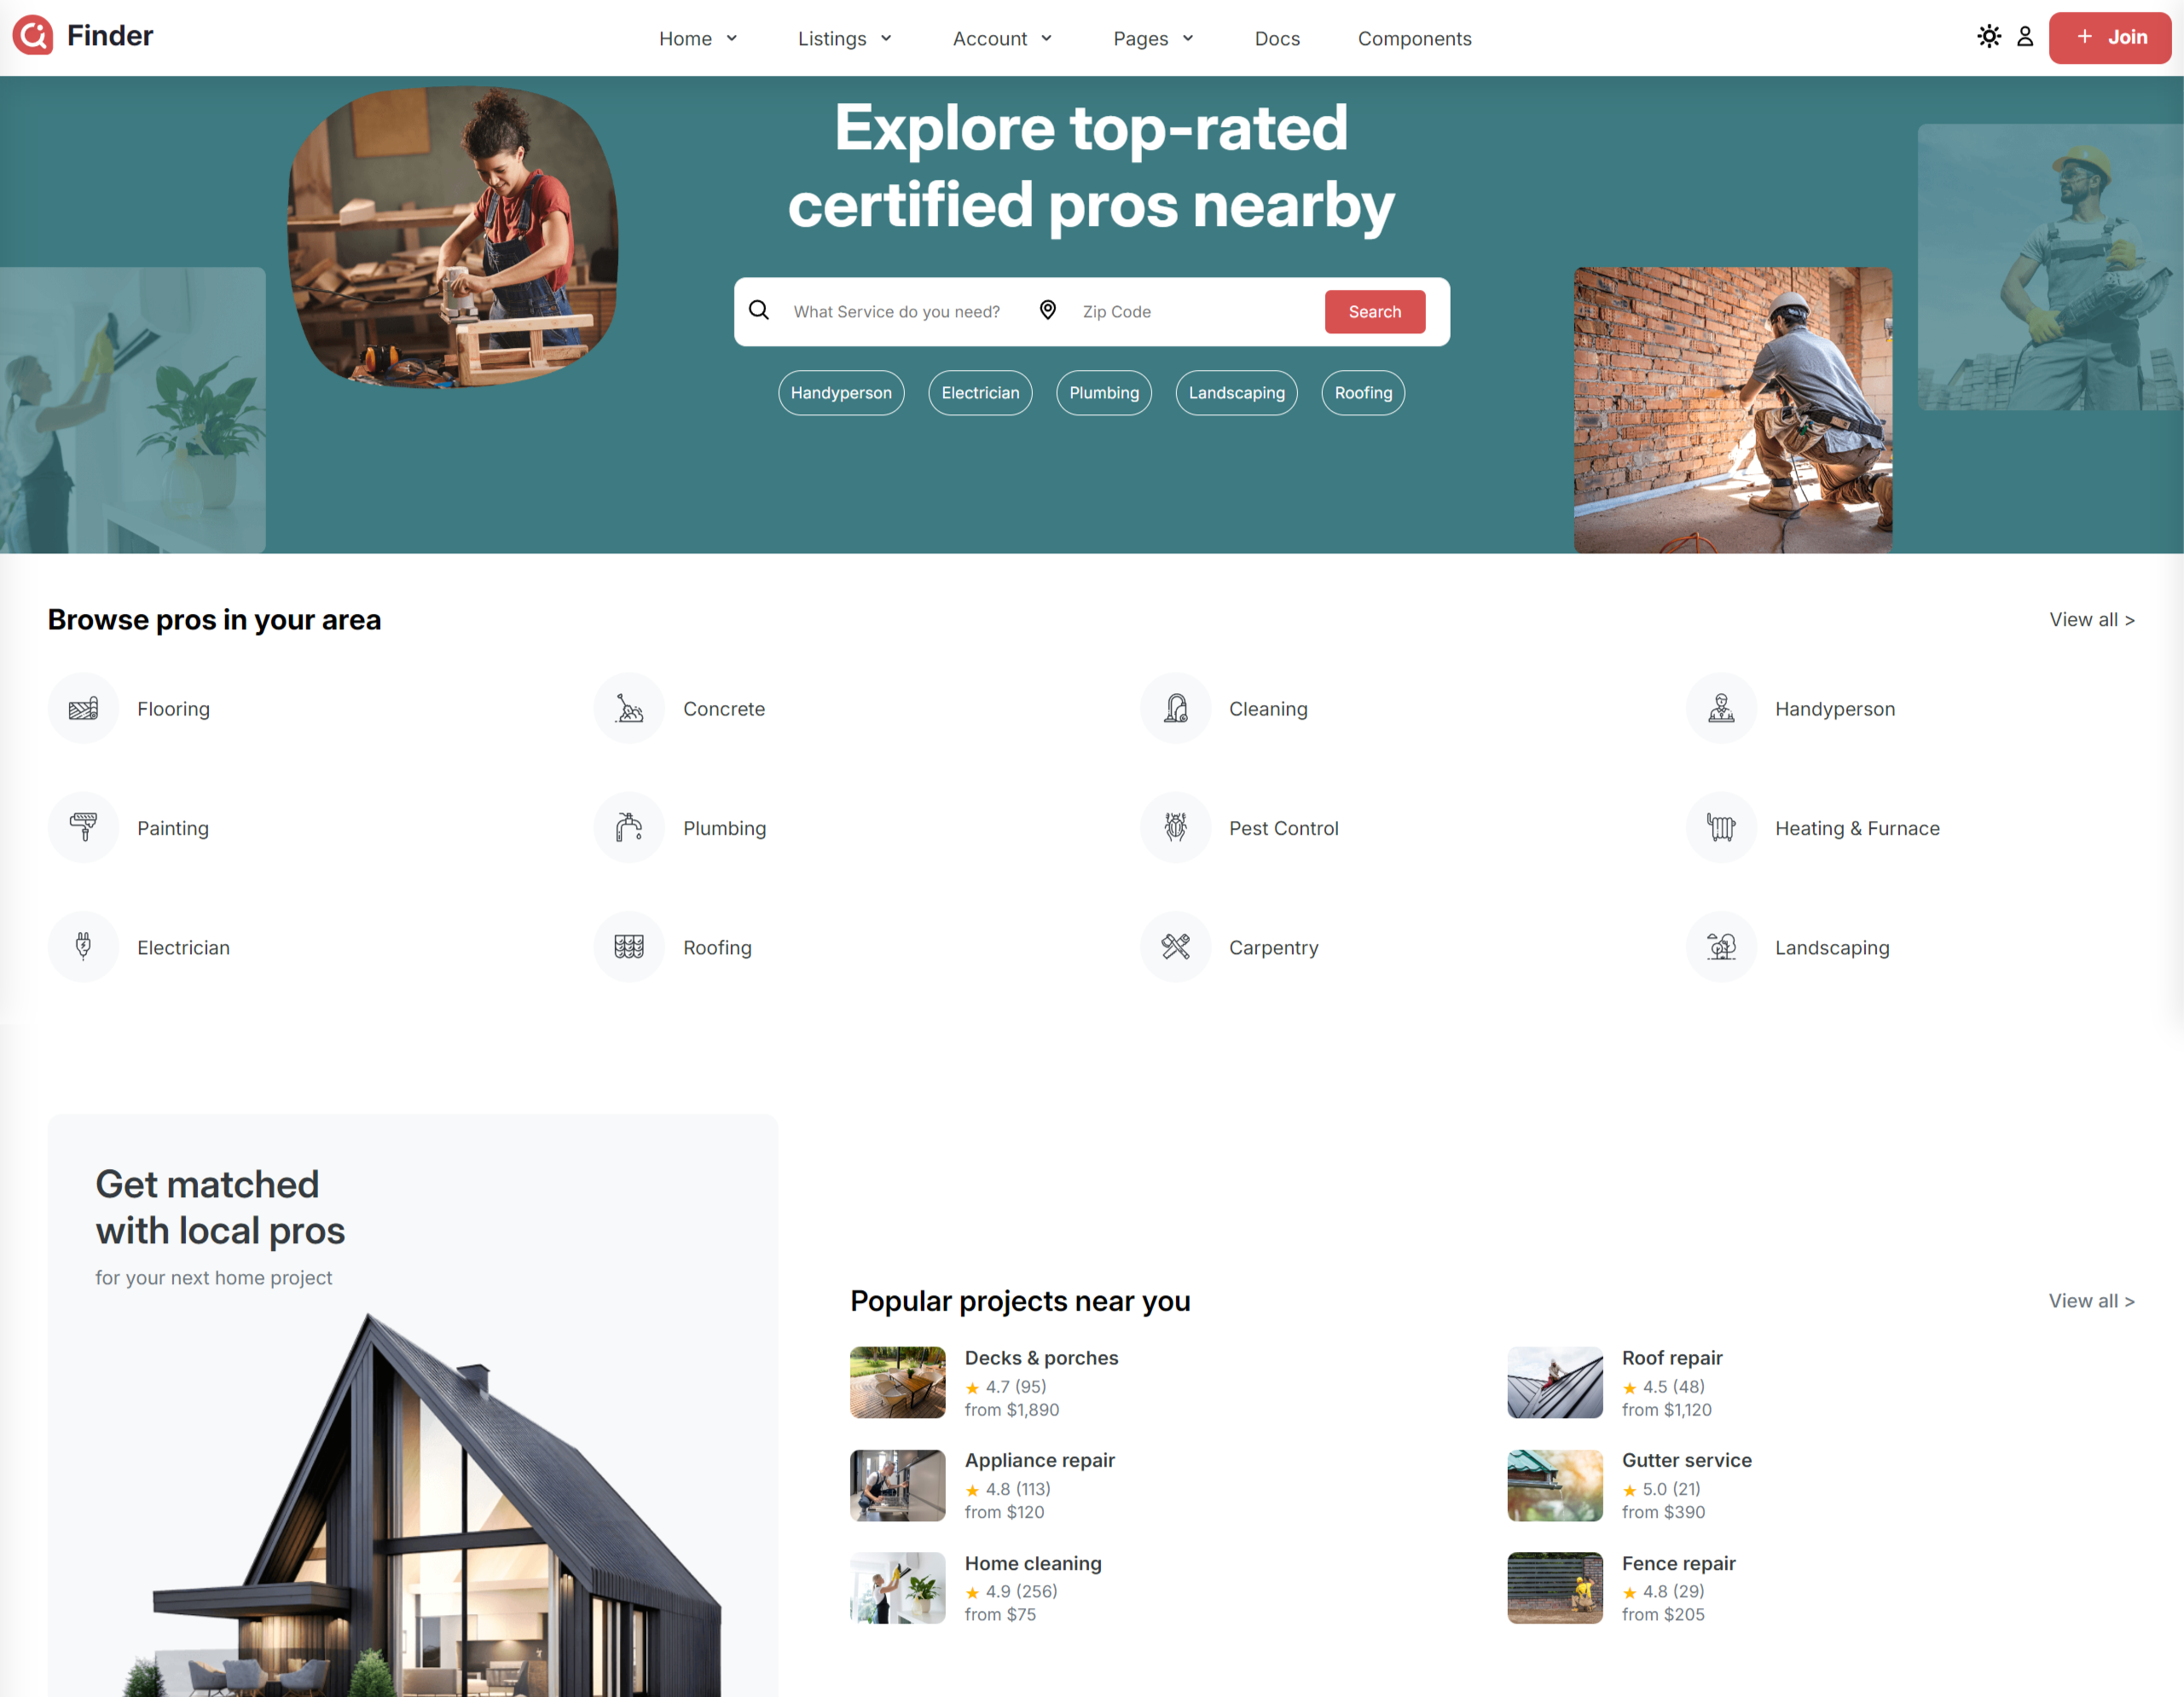 Finder
Home
Listings
Account
Pages
Docs
Components
+ Join
Explore top-rated
certified pros nearby
What Service do you need?
Zip Code
Search
Handyperson
Electrician
Plumbing
Landscaping
Roofing
Browse pros in your area
View all >
Flooring
Concrete
Cleaning
Handyperson
Painting
Plumbing
Pest Control
Heating & Furnace
Electrician
Roofing
Carpentry
Landscaping
Get matched
with local pros
for your next home project
Popular projects near you
View all >
Decks & porches
4.7 (95)
from $1,890
Roof repair
4.5 (48)
from $1,120
Appliance repair
4.8 (113)
from $120
Gutter service
5.0 (21)
from $390
Home cleaning
4.9 (256)
from $75
Fence repair
4.8 (29)
from $205